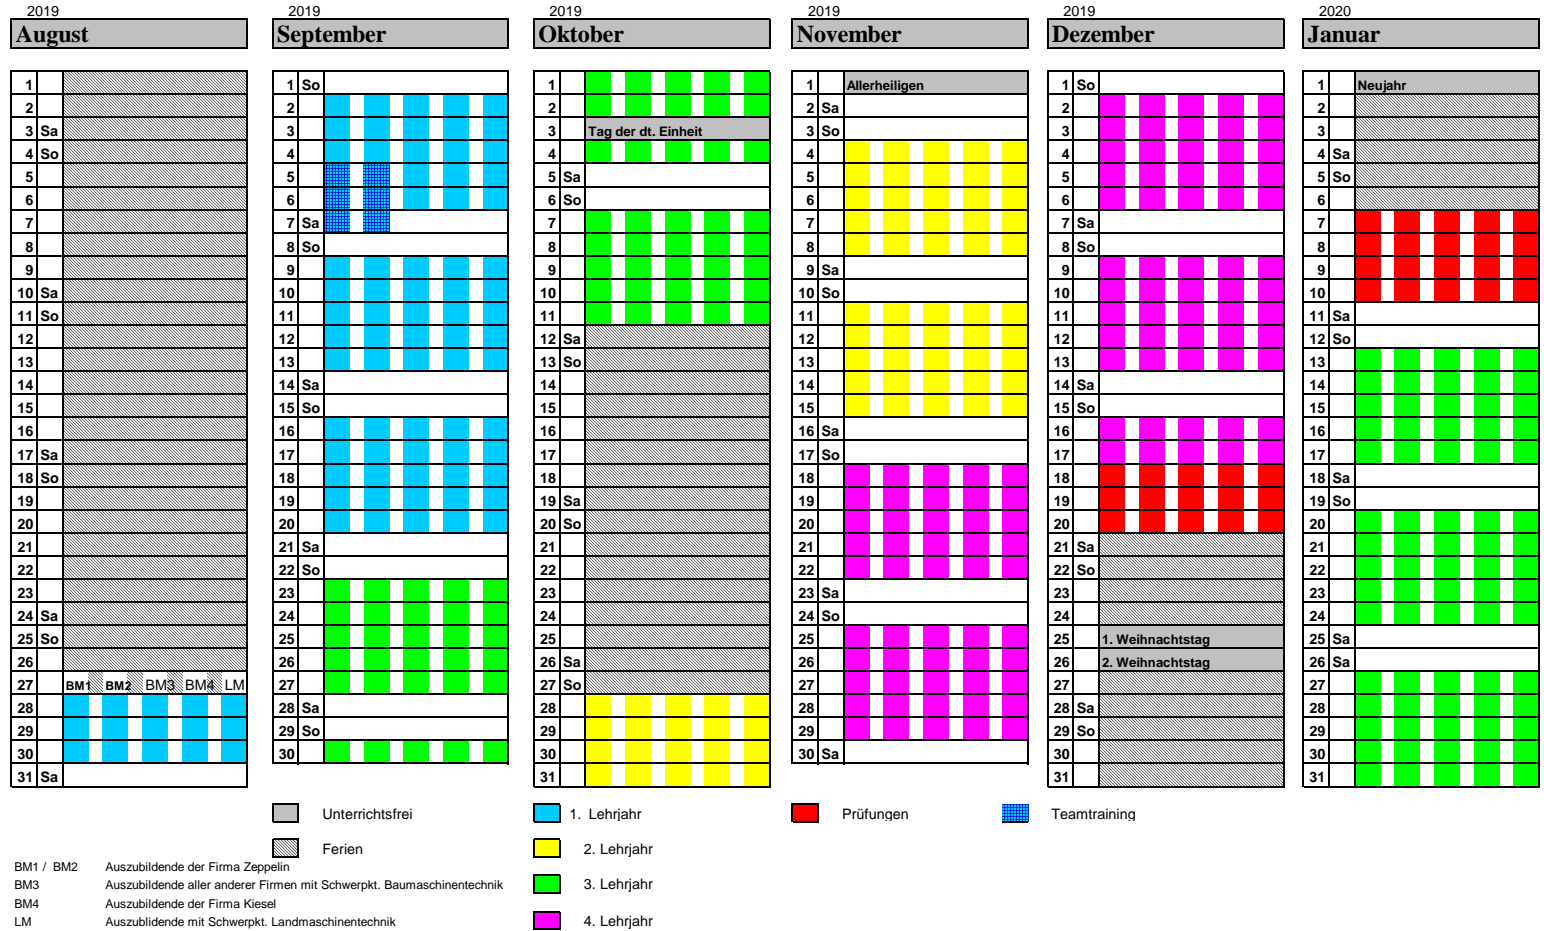 2019 2019 2019 2019 2019 2020
August September Oktober November Dezember Januar
1 1 So 1 1 Allerheiligen 1 So 1 Neujahr
2 2 2 2 Sa 2 2
3 Sa 3 3 Tag der dt. Einheit 3 So 3 3
4 So 4 4 4 4 4 Sa
5 5 5 Sa 5 5 5 So
6 6 6 So 6 6 6
7 7 Sa 7 7 7 Sa 7
8 8 So 8 8 8 So 8
9 9 9 9 Sa 9 9
10 Sa 10 10 10 So 10 10
11 So 11 11 11 11 11 Sa
12 12 12 Sa 12 12 12 So
13 13 13 So 13 13 13
14 14 Sa 14 14 14 Sa 14
15 15 So 15 15 15 So 15
16 16 16 16 Sa 16 16
17 Sa 17 17 17 So 17 17
18 So 18 18 18 18 18 Sa
19 19 19 Sa 19 19 19 So
20 20 20 So 20 20 20
21 21 Sa 21 21 21 Sa 21
22 22 So 22 22 22 So 22
23 23 23 23 Sa 23 23
24 Sa 24 24 24 So 24 24
25 So 25 25 25 25 1. Weihnachtstag 25 Sa
26 26 26 Sa 26 26 2. Weihnachtstag 26 Sa
27 BM1 BM2 BM3 BM4 LM 27 27 So 27 27 27
28 28 Sa 28 28 28 Sa 28
29 29 So 29 29 29 So 29
30 30 30 30 Sa 30 30
31 Sa 31 31 31
Unterrichtsfrei 1. Lehrjahr Prüfungen Teamtraining
Ferien 2. Lehrjahr
BM1 / BM2 Auszubildende der Firma Zeppelin
BM3 Auszubildende aller anderer Firmen mit Schwerpkt. Baumaschinentechnik 3. Lehrjahr
BM4 Auszubildende der Firma Kiesel
LM Auszublidende mit Schwerpkt. Landmaschinentechnik 4. Lehrjahr